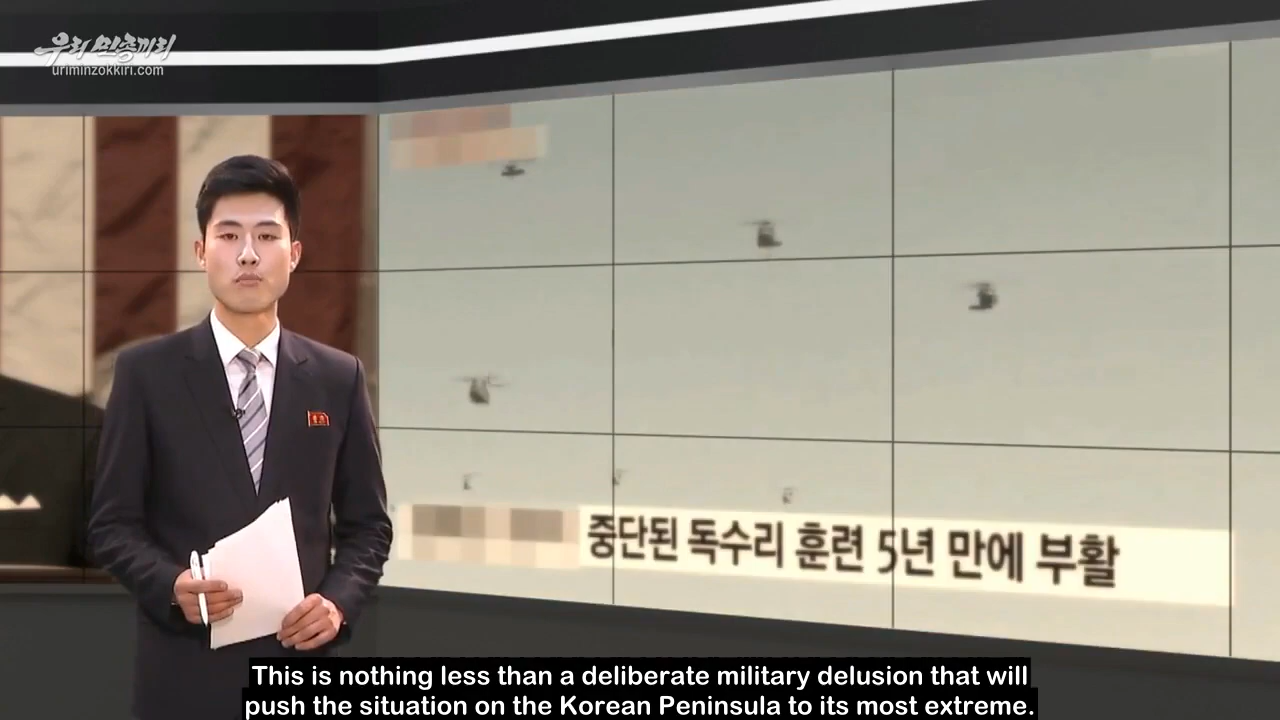 우리민족끼리
uriminzokkiri.com
중단된 독수리 훈련 5년 만에 부활
This is nothing less than a deliberate military delusion that will
push the situation on the Korean Peninsula to its most extreme.